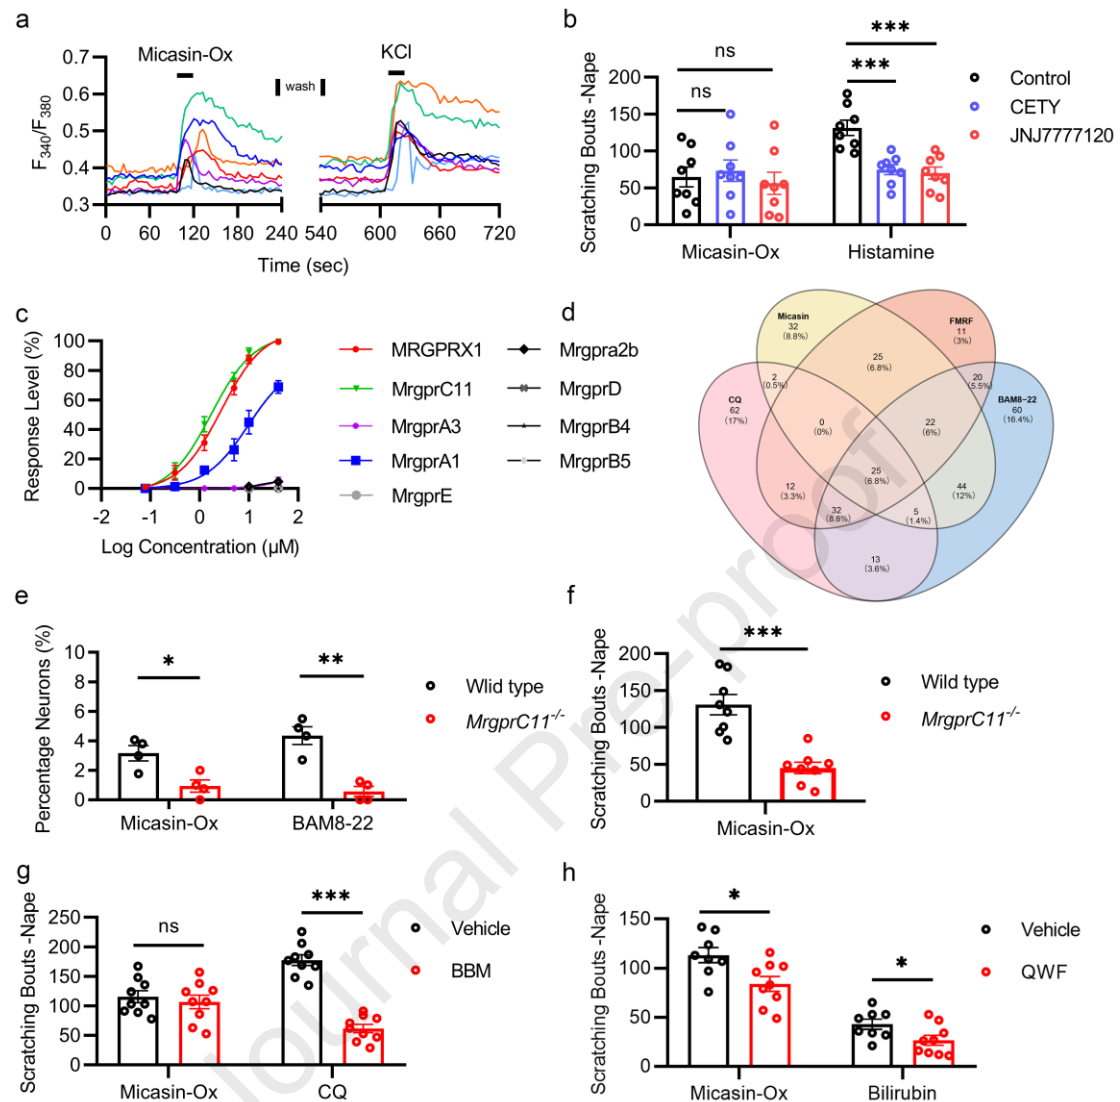 a
Micasin-Ox
KCl
wash
0.7
0.6
0.5
0.4
0.3
F340/F380
0 60 120 180 240
540 600 660 720
Time (sec)
b
ns
ns
***
***
200
150
100
50
0
Scratching Bouts -Nape
Micasin-Ox Histamine
Control
CETY
JNJ7777120
c
100
80
60
40
20
0
Response Level (%)
-2 -1 0 1 2
Log Concentration (µM)
MRGPRX1
MrgprC11
MrgprA3
MrgprA1
MrgprE
Mrgpra2b
MrgprD
MrgprB4
MrgprB5
d
Micasin
32
(8.8%)
FMRF
11
(3%)
25
(6.8%)
2
(0.5%)
20
(5.5%)
CQ
62
(17%)
BAM8-22
60
(16.4%)
0
(0%)
22
(6%)
25
(6.8%)
12
(3.3%)
44
(12%)
32
(8.8%)
5
(1.4%)
13
(3.6%)
e
10
8
6
4
2
0
Percentage Neurons (%)
*
**
Micasin-Ox BAM8-22
Wlid type
MrgprC11-/-
f
***
200
150
100
50
0
Scratching Bouts -Nape
Micasin-Ox
Wild type
MrgprC11-/-
g
ns
***
250
200
150
100
50
0
Scratching Bouts -Nape
Micasin-Ox CQ
Vehicle
BBM
h
*
*
150
100
50
0
Scratching Bouts -Nape
Micasin-Ox Bilirubin
Vehicle
QWF
Journal Pre-proof